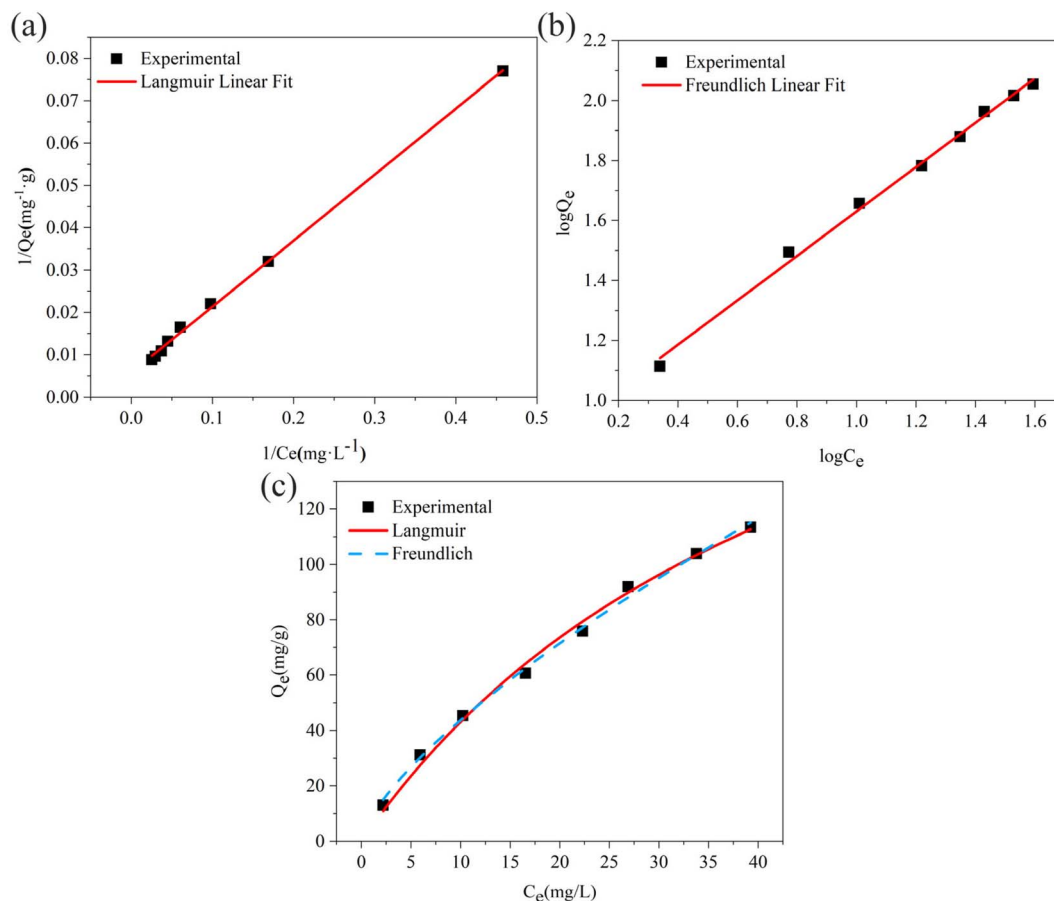 (a)
Experimental
Langmuir Linear Fit
0.08
0.07
0.06
0.05
0.04
0.03
0.02
0.01
0.00
1/Qe(mg⁻¹·g)
0.0 0.1 0.2 0.3 0.4 0.5
1/Ce(mg·L⁻¹)
(b)
Experimental
Freundlich Linear Fit
2.2
2.0
1.8
1.6
1.4
1.2
1.0
logQₑ
0.2 0.4 0.6 0.8 1.0 1.2 1.4 1.6
logCₑ
(c)
Experimental
Langmuir
Freundlich
120
100
80
60
40
20
0
Qₑ(mg/g)
0 5 10 15 20 25 30 35 40
Cₑ(mg/L)